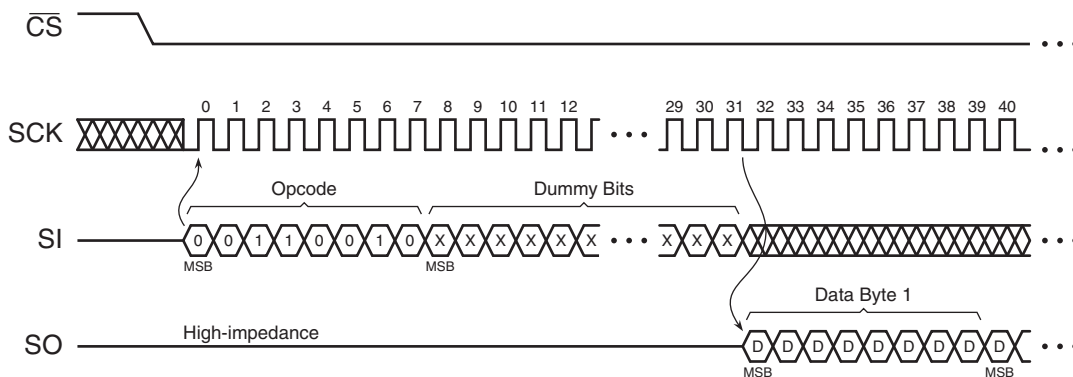 CS
0 1 2 3 4 5 6 7 8 9 10 11 12 29 30 31 32 33 34 35 36 37 38 39 40
SCK
Opcode Dummy Bits
SI 0 0 1 1 0 0 1 0 X X X X X X X X X
MSB MSB
Data Byte 1
High-impedance
SO D D D D D D D D D
MSB MSB